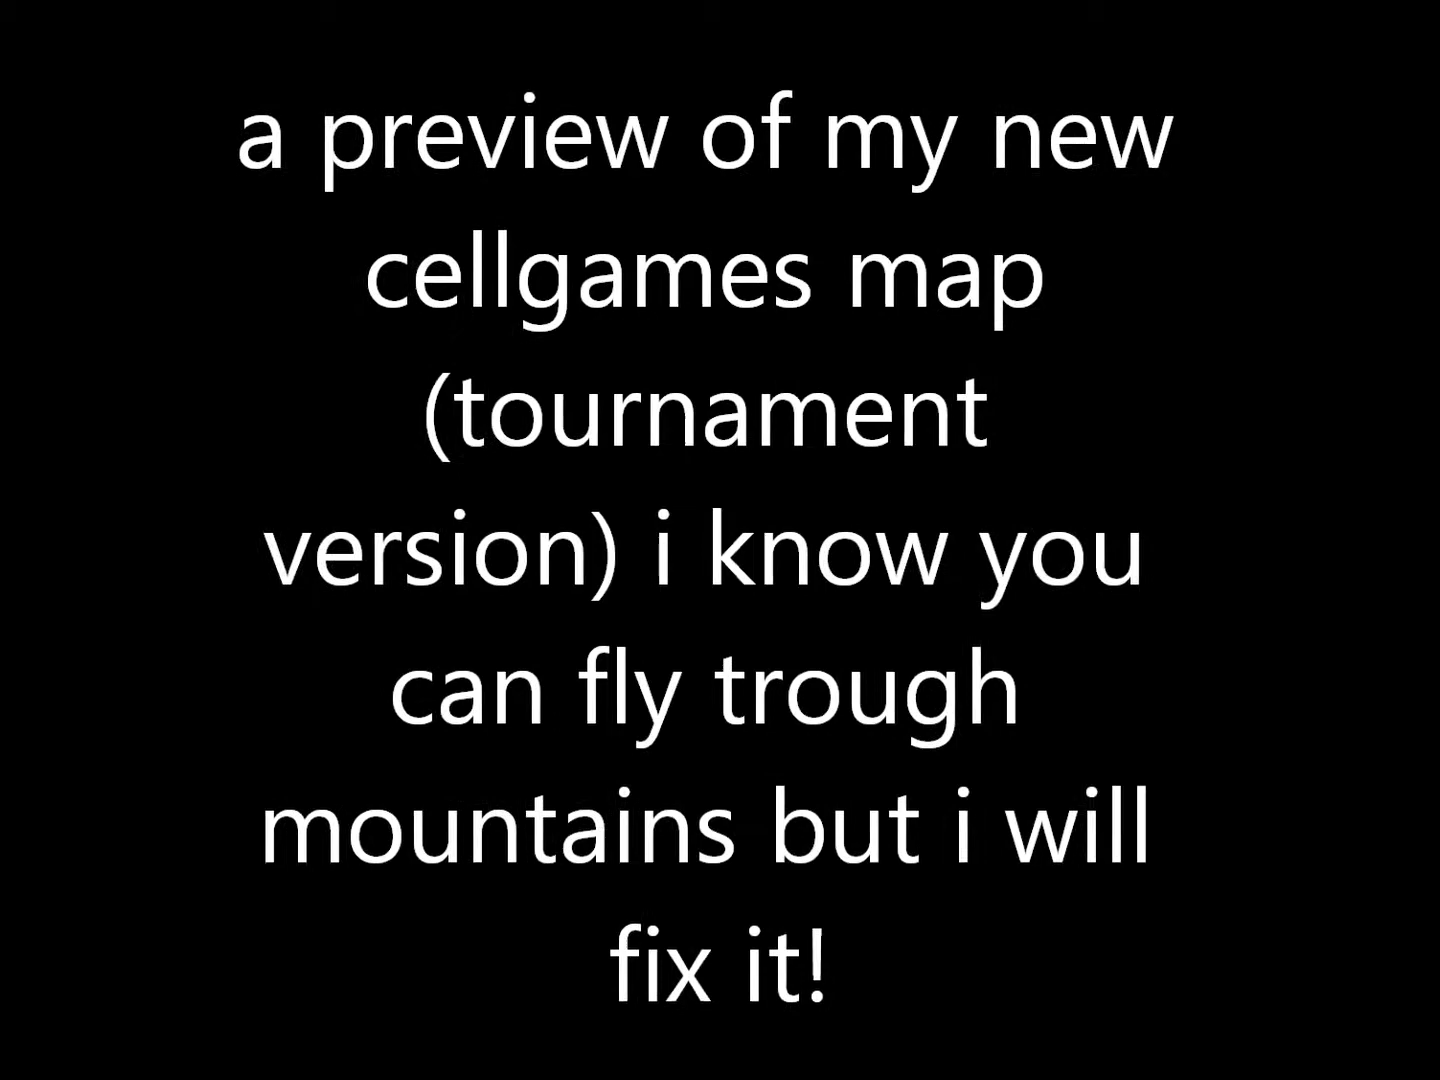 a preview of my new
cellgames map
(tournament
version) i know you
can fly trough
mountains but i will
fix it!